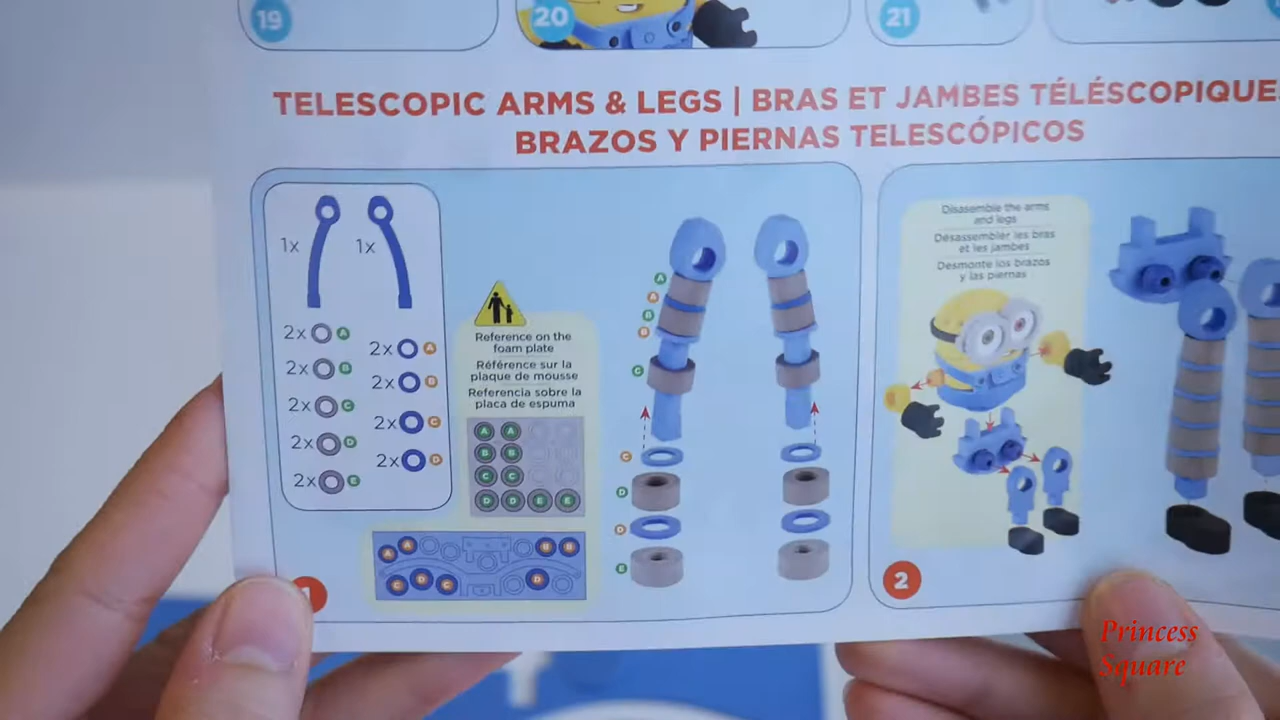 19
20
21
TELESCOPIC ARMS & LEGS | BRAS ET JAMBES TÉLÉSCOPIQUE
BRAZOS Y PIERNAS TELESCÓPICOS
1x 1x
2x A
2x B
2x C
2x D
2x E
2x A
2x B
2x C
2x D
Reference on the
foam plate
Référence sur la
plaque de mousse
Referencia sobre la
placa de espuma
A A
B B
C C
D D E E
A A B B
C D C D
A
A
B
B
C
C
D
D
E
1
Disasemble the arms
and legs
Désassembler les bras
et les jambes
Desmonte los brazos
y las piernas
2
Princess
Square